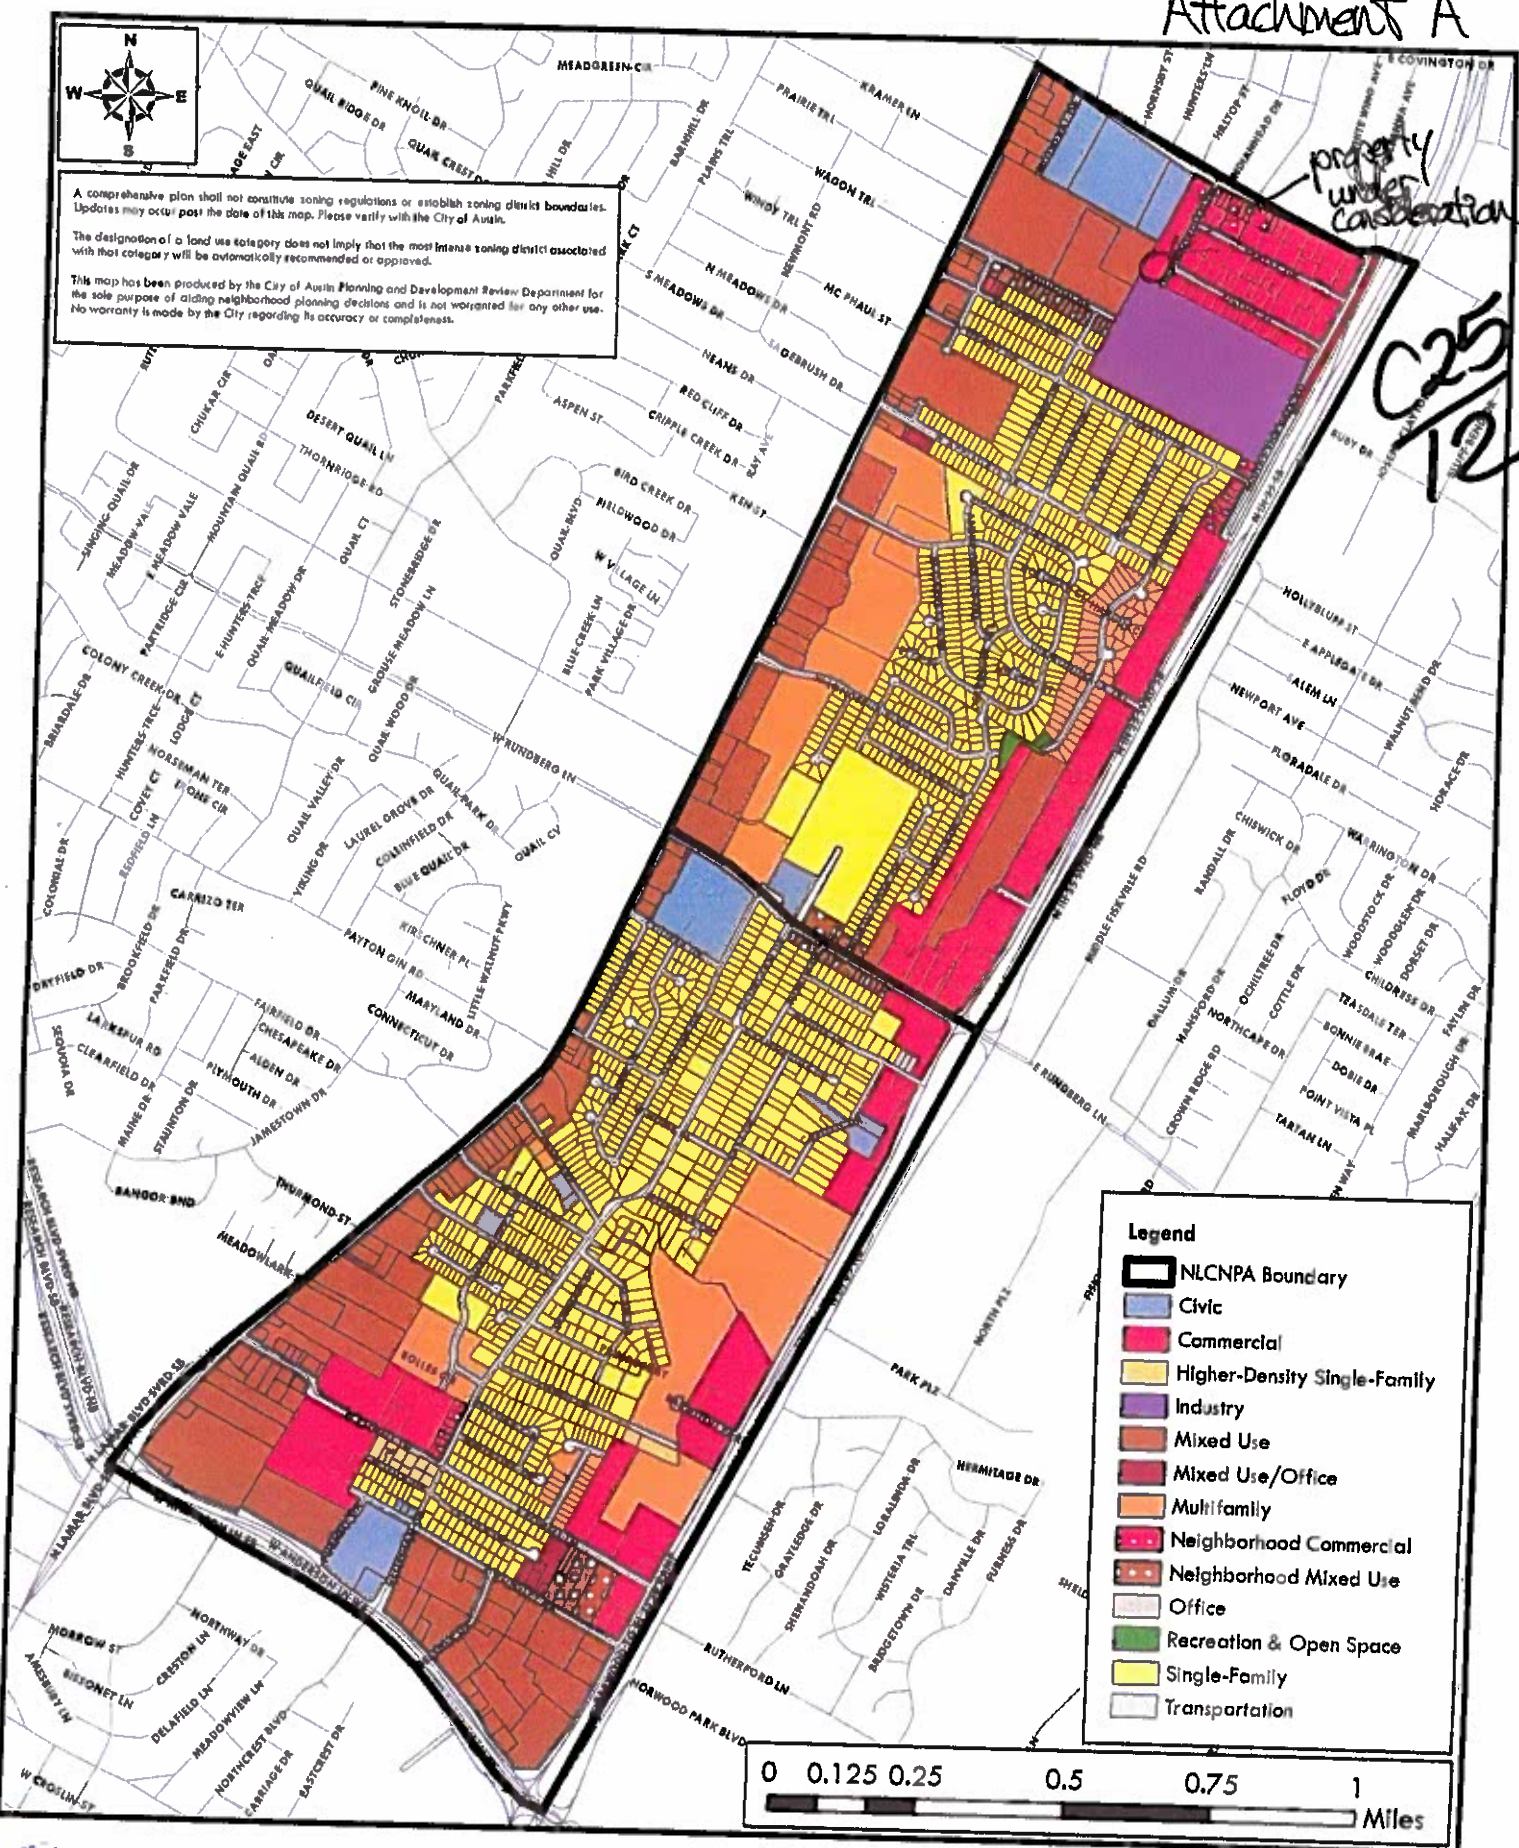 Attachment A
N
W E
S
A comprehensive plan shall not constitute zoning regulations or establish zoning district boundaries.
Updates may occur past the date of this map. Please verify with the City of Austin.
The designation of a land use category does not imply that the most intense zoning district associated
with that category will be automatically recommended or approved.
This map has been produced by the City of Austin Planning and Development Review Department for
the sole purpose of aiding neighborhood planning decisions and is not warranted for any other use.
No warranty is made by the City regarding its accuracy or completeness.
property
under
consideration
C25
12
E COVINGTON DR
HORNSBY ST
HUNTERS LN
HILLTOP ST
INDIANHEAD DR
MEADGREEN CIR
PINE KNOLL DR
QUAIL RIDGE DR
QUAIL CREST D
BARNHILL DR
PLAINS TRL
KRAMER LN
PRAIRIE TRL
WAGON TRL
WINDY TRL
NEWMONT RD
N MEADOWS DR
S MEADOWS DR
MC PHAUL ST
SAGEBRUSH DR
NEANS DR
RED CLIFF DR
CRIPPLE CREEK DR
RAY AVE
ASPEN ST
KEN ST
BIRD CREEK DR
FIELDWOOD DR
W VILLAGE LN
QUAIL BLVD
BLUE CREEK LN
PARK VILLAGE DR
CHUKAR CIR
DESERT QUAIL LN
THORNRIDGE RD
MOUNTAIN QUAIL RD
SINGING QUAIL DR
MEADOW VALE
E MEADOW VALE
PARTRIDGE CIR
E HUNTERS TRCE
QUAIL MEADOW DR
QUAIL CT
STONEBRIDGE DR
GROUSE MEADOW LN
COLONY CREEK DR
BRIARDALE DR
QUAILFIELD CIR
QUAIL WOOD DR
W RUNDBERG LN
HUNTERS TRCE
NORSEMAN TER
QUAIL VALLEY DR
LAUREL GROVE DR
COLLINFIELD DR
BLUE QUAIL DR
QUAIL PARK DR
QUAIL CV
VIKING DR
REDFIELD LN
COLONIAL DR
CARRIZO TER
BROOKFIELD DR
PARKFIELD DR
PAYTON GIN RD
KIRSCHNER PL
LITTLE WALNUT PKWY
MARYLAND DR
CONNECTICUT DR
DRYFIELD DR
LARKSPUR RD
CLEARFIELD DR
SEQUOIA DR
FAIRFIELD DR
CHESAPEAKE DR
ALDEN DR
PLYMOUTH DR
JAMESTOWN DR
MAINE DR
STAUNTON DR
BANGOR BND
THURMOND ST
MEADOWLARK
N LAMAR BLVD SVRD SB
W ANDERSON LN
MORROW ST
BISSONET LN
AMESBURY LN
CRESTON LN
NORTHWAY DR
DELAFIELD LN
MEADOWVIEW LN
NORTHCREST BLVD
CARRIAGE DR
EASTCREST DR
W CROSLIN ST
RUBY DR
HOLLYBLUFF ST
E APPLEGATE DR
SALEM LN
NEWPORT AVE
FLORADALE DR
WALNUT BEND DR
HORACE DR
CHISWICK DR
WARRINGTON DR
RANDALL DR
FLOYD DR
WOODSTOCK DR
WOODGLEN DR
DORSET DR
MIDDLE FISKVILLE RD
OCHILTREE DR
COTTLE DR
CHILDRESS DR
DALLUM DR
HANSFORD DR
NORTHCAPE DR
TEASDALE TER
BONNIE BRAE
DOBIE DR
POINT VISTA PL
TARTAN LN
MARLBOROUGH DR
HALIFAX DR
CROWN RIDGE RD
E RUNDBERG LN
NORTH PLZ
PARK PLZ
HERMITAGE DR
TECUMSEH DR
GRAYLEDGE DR
SHENANDOAH DR
LORALINDA DR
WISTERIA TRL
BRIDGETOWN DR
DANVILLE DR
FURNESS DR
RUTHERFORD LN
NORWOOD PARK BLVD
Legend
NLCNPA Boundary
Civic
Commercial
Higher-Density Single-Family
Industry
Mixed Use
Mixed Use/Office
Multifamily
Neighborhood Commercial
Neighborhood Mixed Use
Office
Recreation & Open Space
Single-Family
Transportation
0 0.125 0.25 0.5 0.75 1
Miles